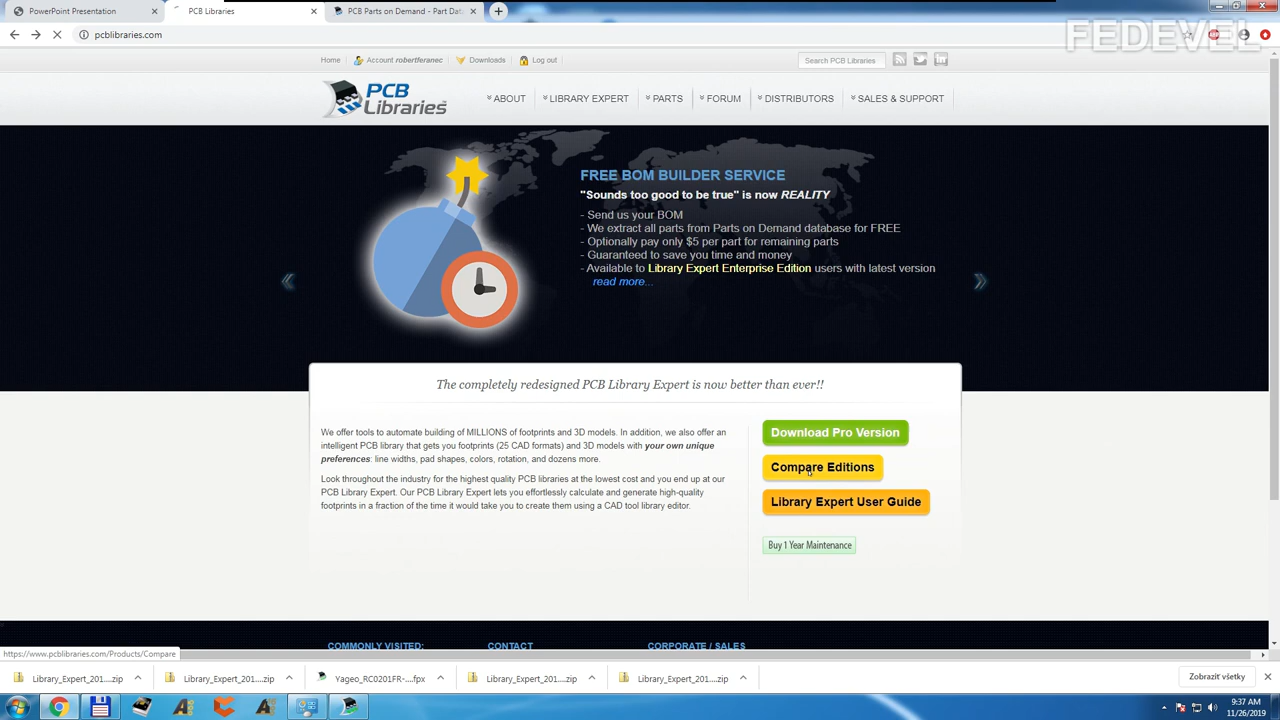 PowerPoint Presentation
PCB Libraries
PCB Parts on Demand - Part Dat
pcblibraries.com
FEDEVEL
Home
Account robertferanec
Downloads
Log out
Search PCB Libraries
PCB Libraries
ABOUT
LIBRARY EXPERT
PARTS
FORUM
DISTRIBUTORS
SALES & SUPPORT
FREE BOM BUILDER SERVICE
"Sounds too good to be true" is now REALITY
- Send us your BOM
- We extract all parts from Parts on Demand database for FREE
- Optionally pay only $5 per part for remaining parts
- Guaranteed to save you time and money
- Available to Library Expert Enterprise Edition users with latest version
read more...
The completely redesigned PCB Library Expert is now better than ever!!
We offer tools to automate building of MILLIONS of footprints and 3D models. In addition, we also offer an
intelligent PCB library that gets you footprints (25 CAD formats) and 3D models with your own unique
preferences: line widths, pad shapes, colors, rotation, and dozens more.
Look throughout the industry for the highest quality PCB libraries at the lowest cost and you end up at our
PCB Library Expert. Our PCB Library Expert lets you effortlessly calculate and generate high-quality
footprints in a fraction of the time it would take you to create them using a CAD tool library editor.
Download Pro Version
Compare Editions
Library Expert User Guide
Buy 1 Year Maintenance
COMMONLY VISITED:
CONTACT
CORPORATE / SALES
https://www.pcblibraries.com/Products/Compare
Library_Expert_201....zip
Library_Expert_201....zip
Yageo_RC0201FR-....fpx
Library_Expert_201....zip
Library_Expert_201....zip
Zobraziť všetky
9:37 AM
11/26/2019